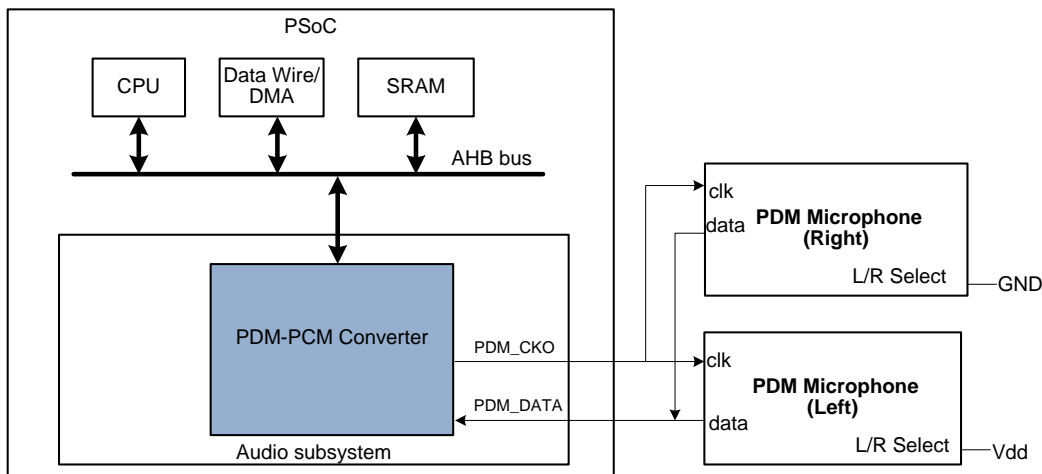 PSoC
CPU
Data Wire/
DMA
SRAM
AHB bus
clk
data
PDM Microphone
(Right)
L/R Select
GND
PDM-PCM Converter
PDM_CKO
PDM_DATA
clk
data
PDM Microphone
(Left)
L/R Select
Vdd
Audio subsystem